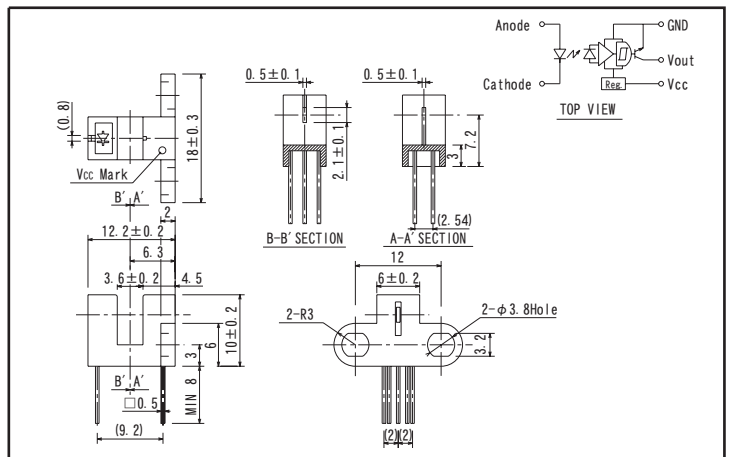 Anode
GND
Vout
Cathode
Reg.
Vcc
TOP VIEW
0.5±0.1
0.5±0.1
(0.8)
18±0.3
2.1±0.1
7.2
3
Vcc Mark
B′ A′
2
(2.54)
12.2±0.2
B-B′ SECTION
A-A′ SECTION
6.3
12
3.6±0.2
4.5
6±0.2
2-R3
2-φ3.8Hole
10±0.2
6
3
3.2
B′ A′
□0.5
MIN 8
(9.2)
(2)
(2)